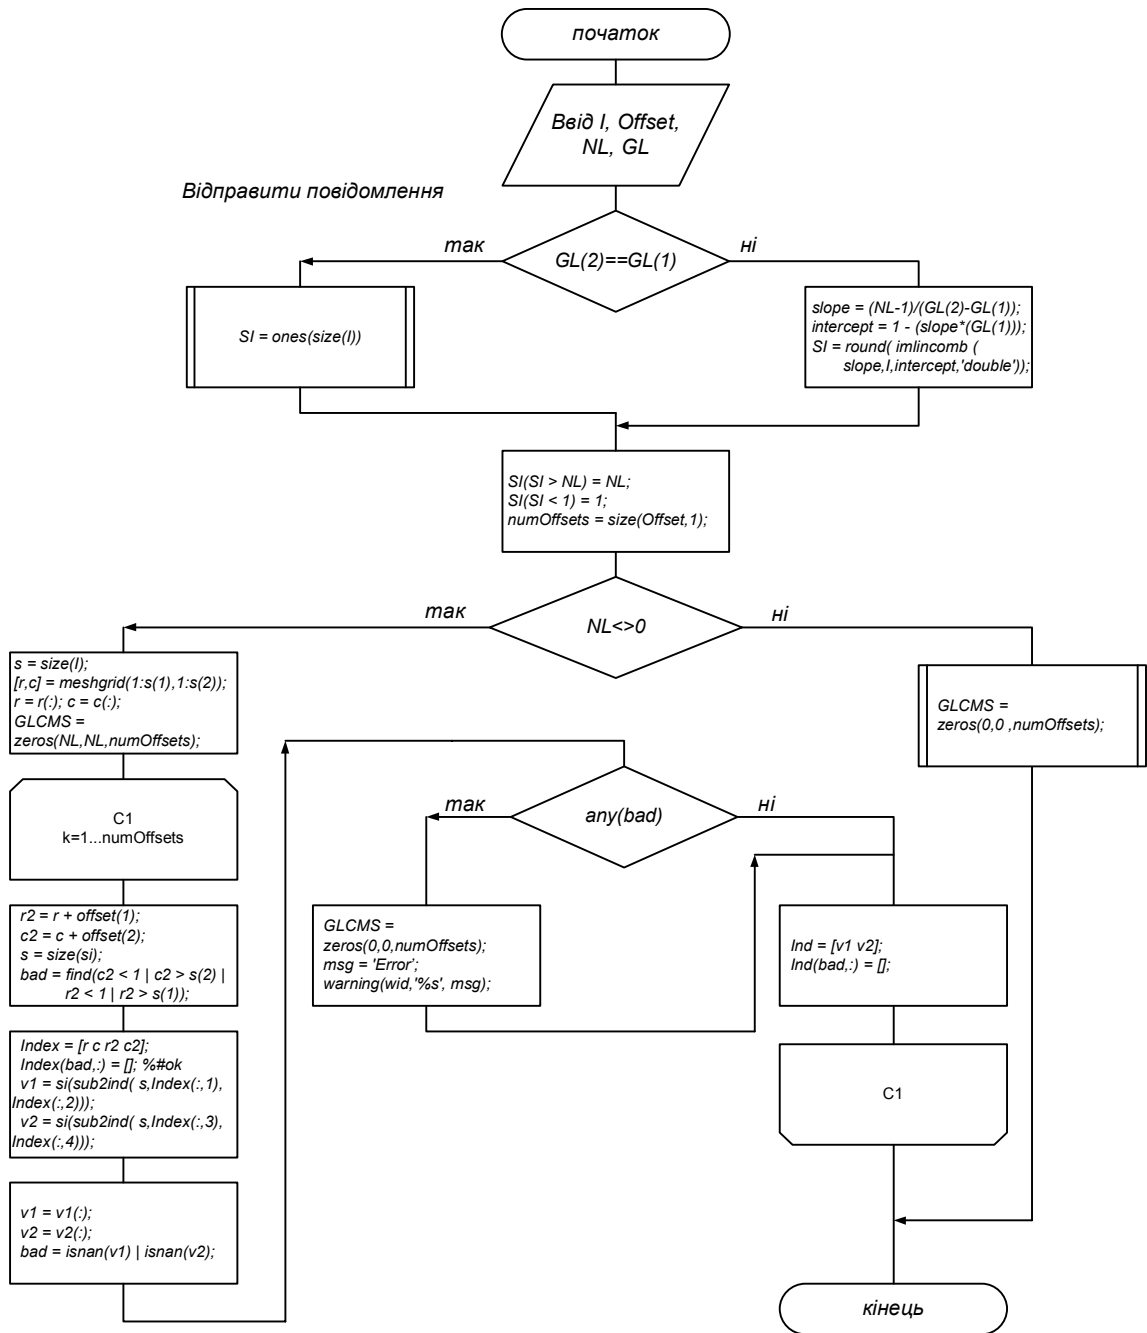 початок
Ввід I, Offset,
NL, GL
Відправити повідомлення
так
GL(2)==GL(1)
ні
SI = ones(size(I))
slope = (NL-1)/(GL(2)-GL(1));
intercept = 1 - (slope*(GL(1)));
SI = round( imlincomb (
slope,I,intercept,'double'));
SI(SI > NL) = NL;
SI(SI < 1) = 1;
numOffsets = size(Offset,1);
так
NL<>0
ні
s = size(I);
[r,c] = meshgrid(1:s(1),1:s(2));
r = r(:); c = c(:);
GLCMS =
zeros(NL,NL,numOffsets);
GLCMS =
zeros(0,0 ,numOffsets);
C1
k=1...numOffsets
так
any(bad)
ні
r2 = r + offset(1);
c2 = c + offset(2);
s = size(si);
bad = find(c2 < 1 | c2 > s(2) |
r2 < 1 | r2 > s(1));
GLCMS =
zeros(0,0,numOffsets);
msg = 'Error';
warning(wid,'%s', msg);
Ind = [v1 v2];
Ind(bad,:) = [];
Index = [r c r2 c2];
Index(bad,:) = []; %#ok
v1 = si(sub2ind( s,Index(:,1),
Index(:,2)));
v2 = si(sub2ind( s,Index(:,3),
Index(:,4)));
C1
v1 = v1(:);
v2 = v2(:);
bad = isnan(v1) | isnan(v2);
кінець